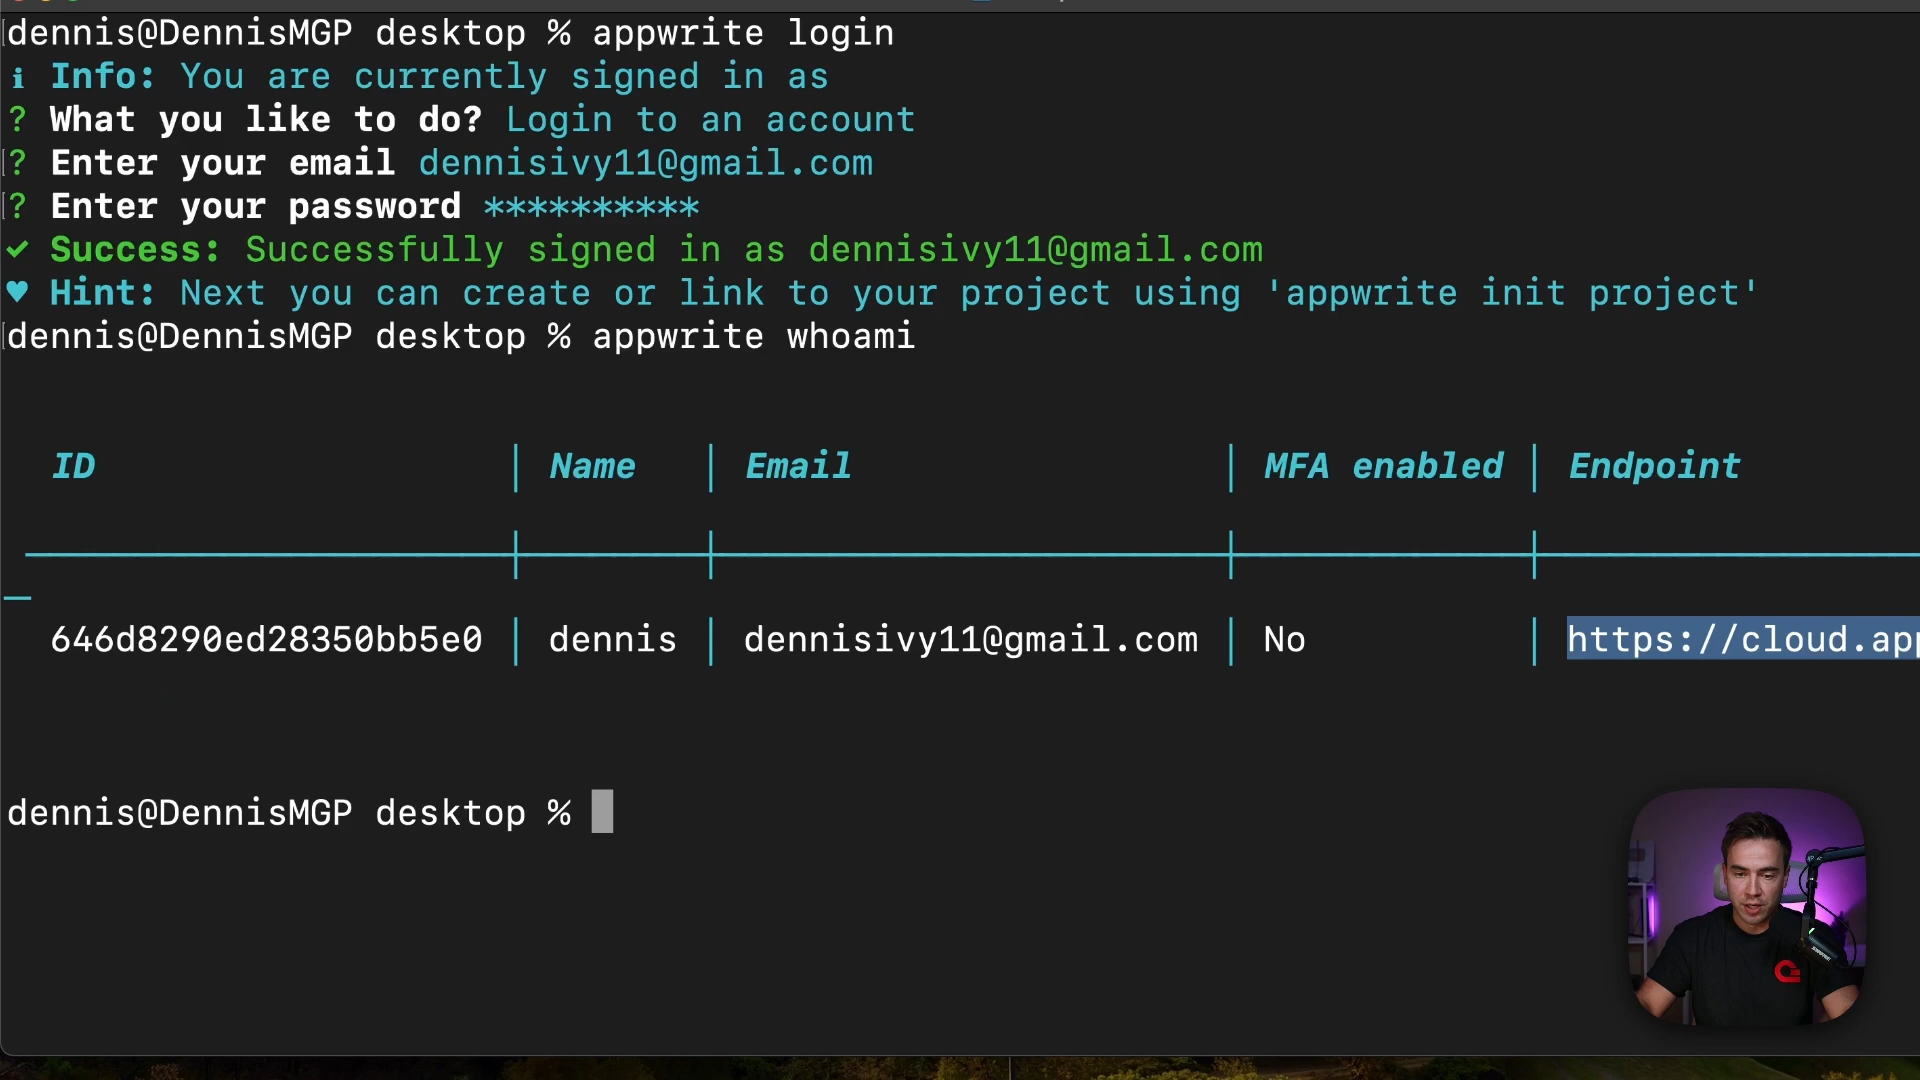 dennis@DennisMGP desktop % appwrite login
ℹ Info: You are currently signed in as
? What you like to do? Login to an account
? Enter your email dennisivy11@gmail.com
? Enter your password **********
✓ Success: Successfully signed in as dennisivy11@gmail.com
♥ Hint: Next you can create or link to your project using 'appwrite init project'
dennis@DennisMGP desktop % appwrite whoami
ID | Name | Email | MFA enabled | Endpoint
646d8290ed28350bb5e0 | dennis | dennisivy11@gmail.com | No | https://cloud.app
dennis@DennisMGP desktop %